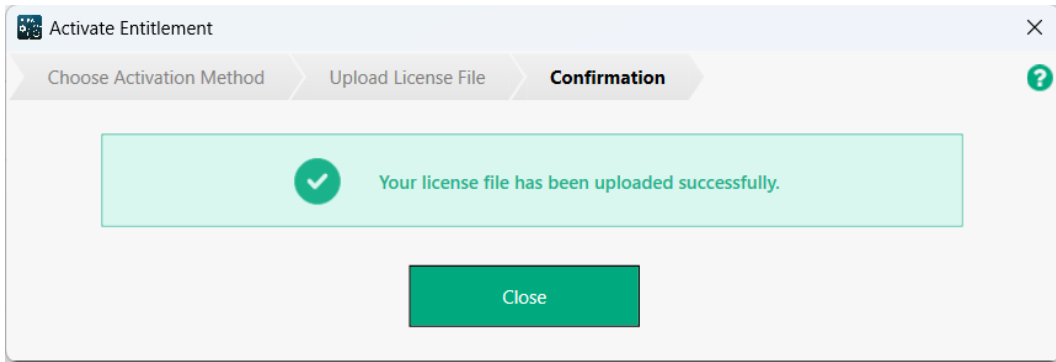 Activate Entitlement
Choose Activation Method
Upload License File
Confirmation
?
Your license file has been uploaded successfully.
Close